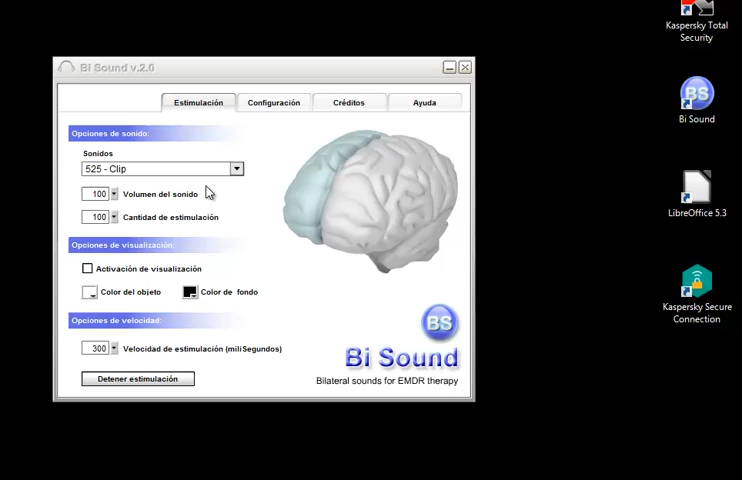 Bi Sound v.2.0
Estimulación
Configuración
Créditos
Ayuda
Opciones de sonido:
Sonidos
525 - Clip
100
Volumen del sonido
100
Cantidad de estimulación
Opciones de visualización:
Activación de visualización
Color del objeto
Color de fondo
Opciones de velocidad:
300
Velocidad de estimulación (miliSegundos)
Detener estimulación
BS
Bi Sound
Bilateral sounds for EMDR therapy
Kaspersky Total
Security
BS
Bi Sound
LibreOffice 5.3
Kaspersky Secure
Connection